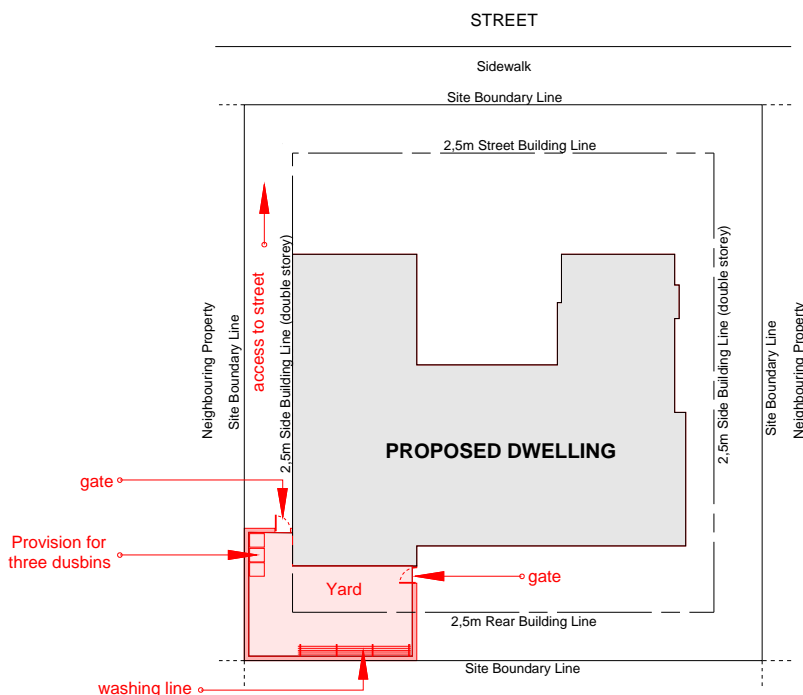 STREET
Sidewalk
Site Boundary Line
2,5m Street Building Line
Neighbouring Property
Site Boundary Line
access to street
2,5m Side Building Line (double storey)
2,5m Side Building Line (double storey)
Site Boundary Line
Neighbouring Property
PROPOSED DWELLING
gate
Provision for
three dusbins
Yard
gate
2,5m Rear Building Line
Site Boundary Line
washing line